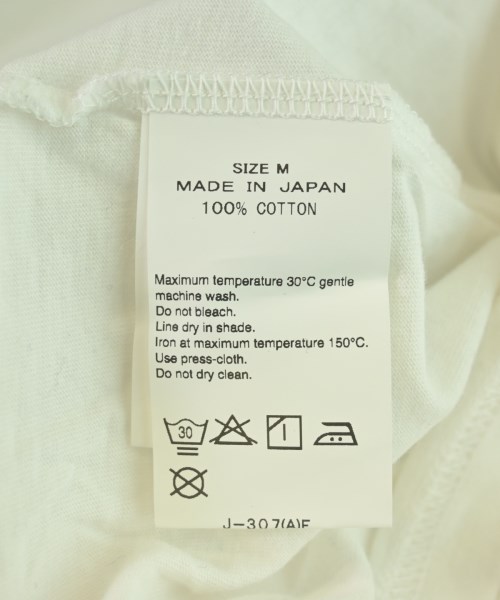 SIZE M
MADE IN JAPAN
100% COTTON
Maximum temperature 30°C gentle
machine wash.
Do not bleach.
Line dry in shade.
Iron at maximum temperature 150°C.
Use press-cloth.
Do not dry clean.
30